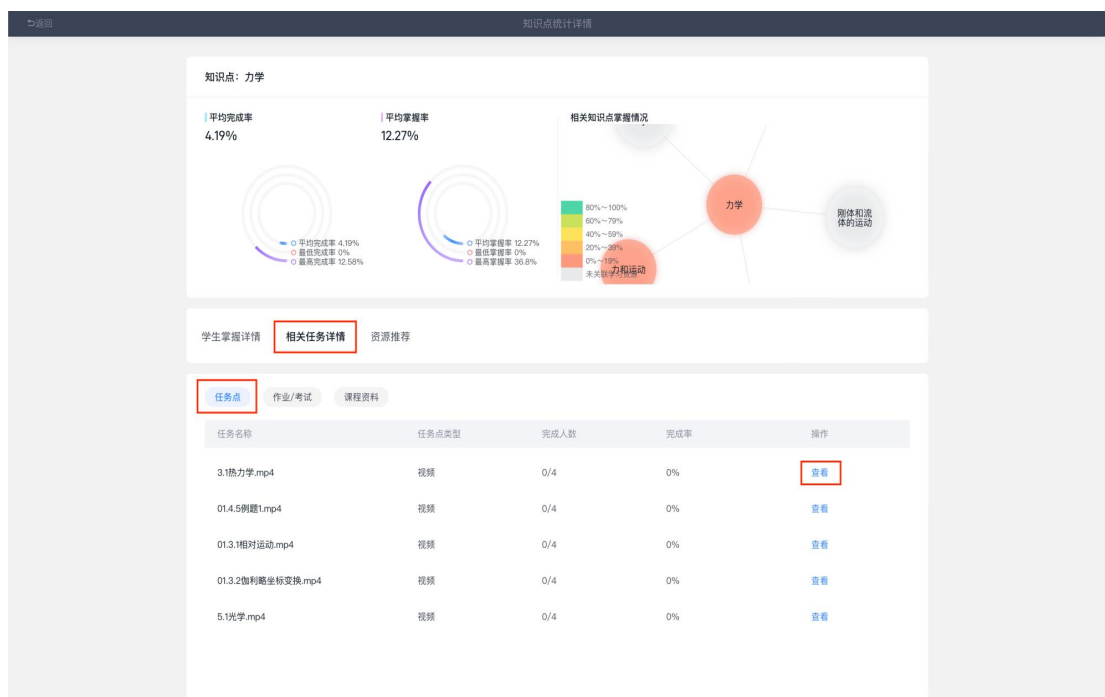 返回
知识点统计详情
知识点：力学
平均完成率
4.19%
平均掌握率
12.27%
相关知识点掌握情况
平均完成率 4.19%
最低完成率 0%
最高完成率 12.58%
平均掌握率 12.27%
最低掌握率 0%
最高掌握率 36.8%
80%～100%
60%～79%
40%～59%
20%～39%
0%～19%
未关联学习资源
力学
刚体和流
体的运动
力和运动
学生掌握详情
相关任务详情
资源推荐
任务点
作业/考试
课程资料
任务名称 任务点类型 完成人数 完成率 操作
3.1热力学.mp4 视频 0/4 0% 查看
01.4.5例题1.mp4 视频 0/4 0% 查看
01.3.1相对运动.mp4 视频 0/4 0% 查看
01.3.2伽利略坐标变换.mp4 视频 0/4 0% 查看
5.1光学.mp4 视频 0/4 0% 查看